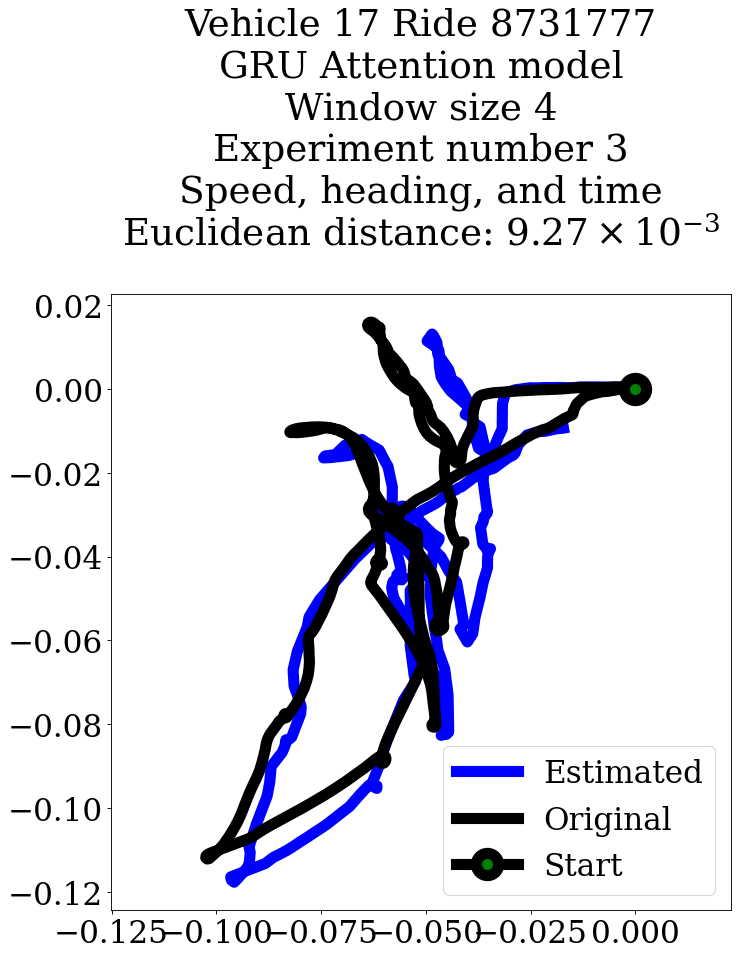 Vehicle 17 Ride 8731777
GRU Attention model
Window size 4
Experiment number 3
Speed, heading, and time
Euclidean distance: 9.27 × 10⁻³
0.02
0.00
−0.02
−0.04
−0.06
−0.08
−0.10
−0.12
Estimated
Original
Start
−0.125 −0.100 −0.075 −0.050 −0.025 0.000